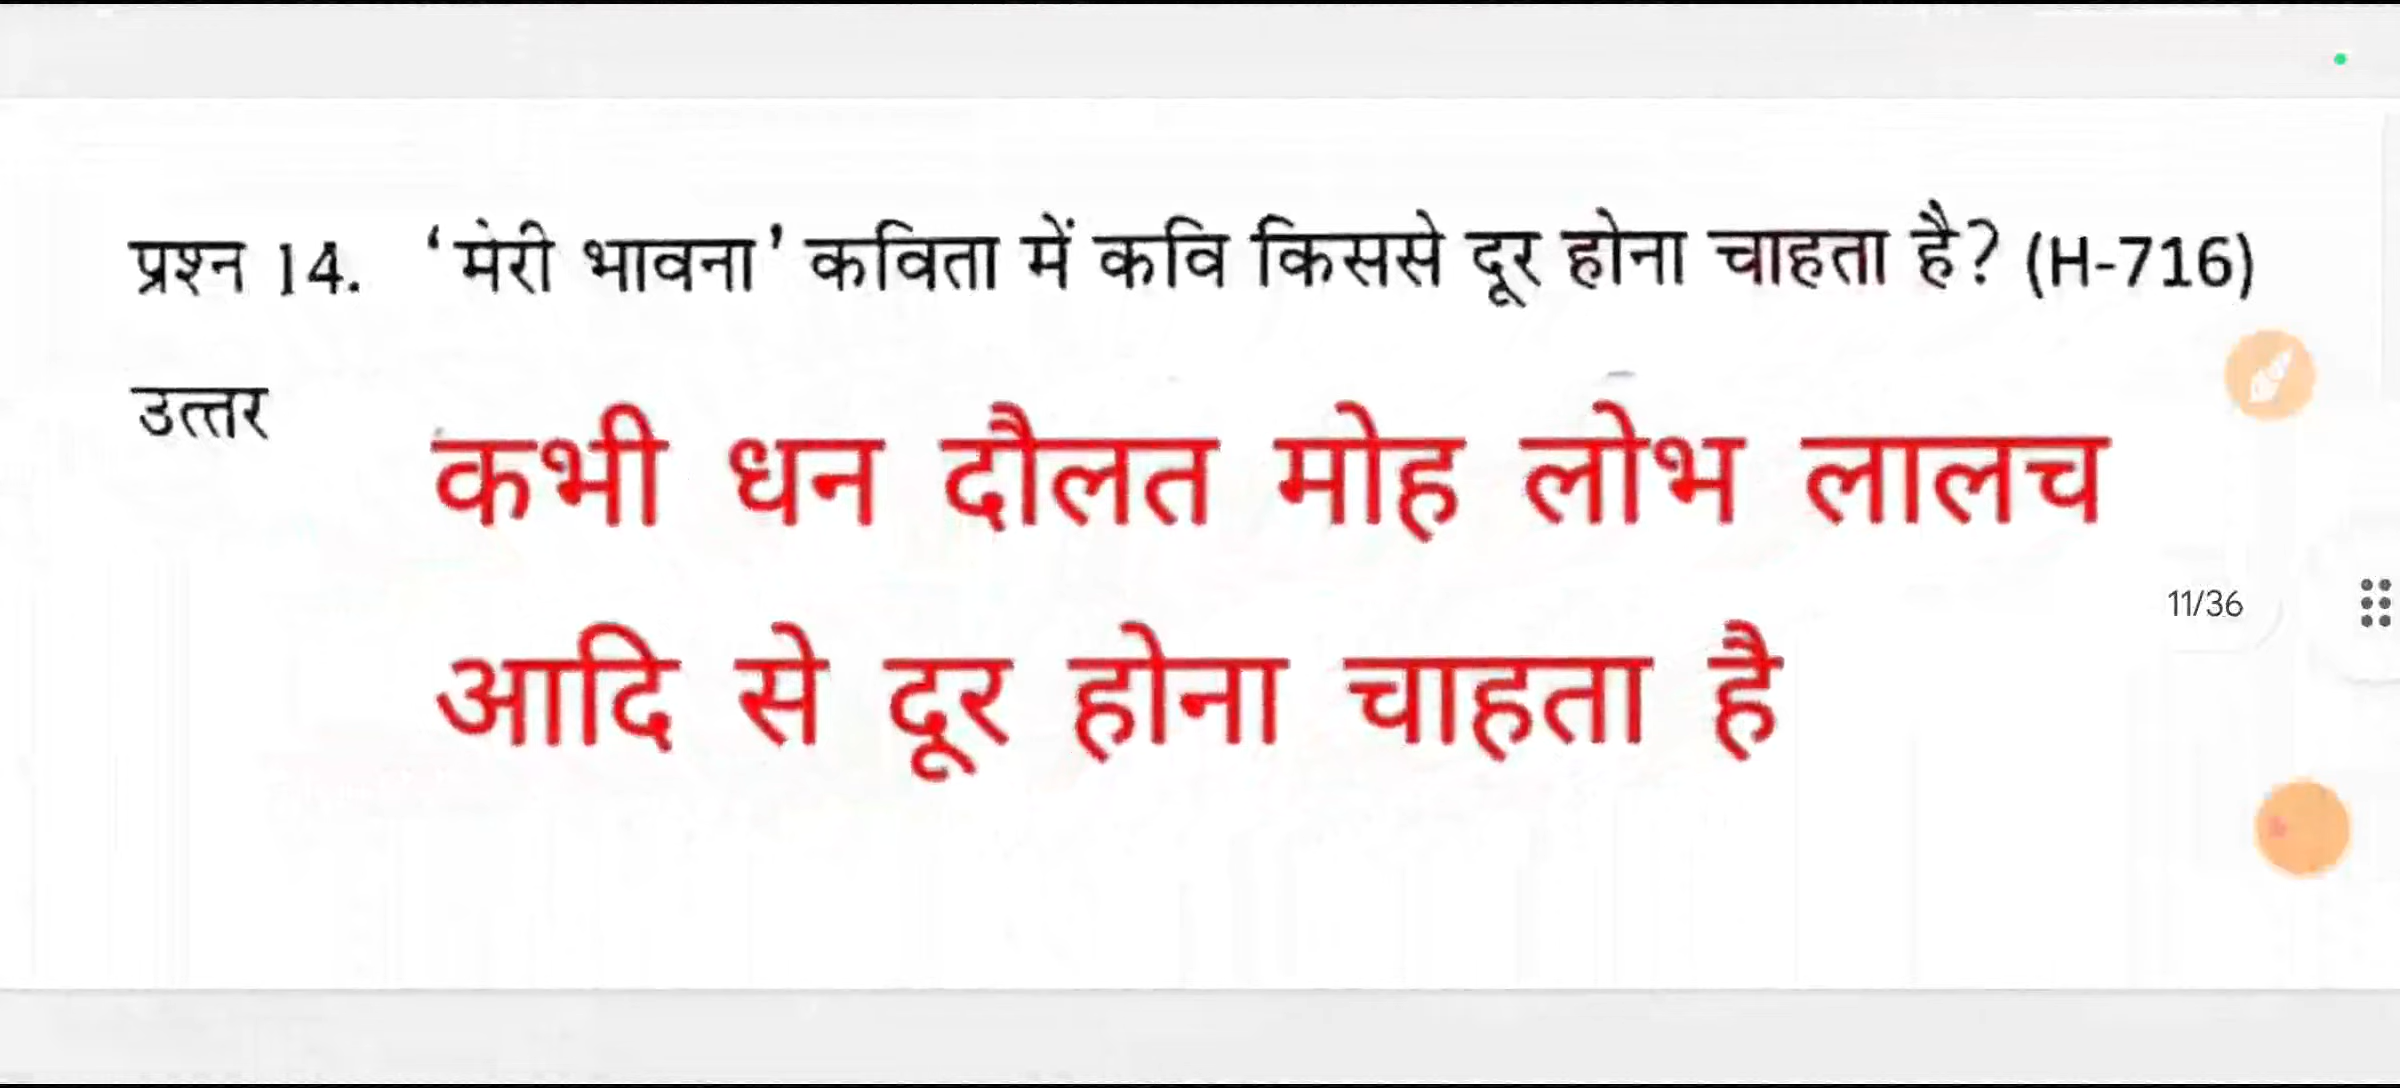 प्रश्न 14. ‘मेरी भावना’ कविता में कवि किससे दूर होना चाहता है? (H-716)
उत्तर
कभी धन दौलत मोह लोभ लालच
11/36
आदि से दूर होना चाहता है